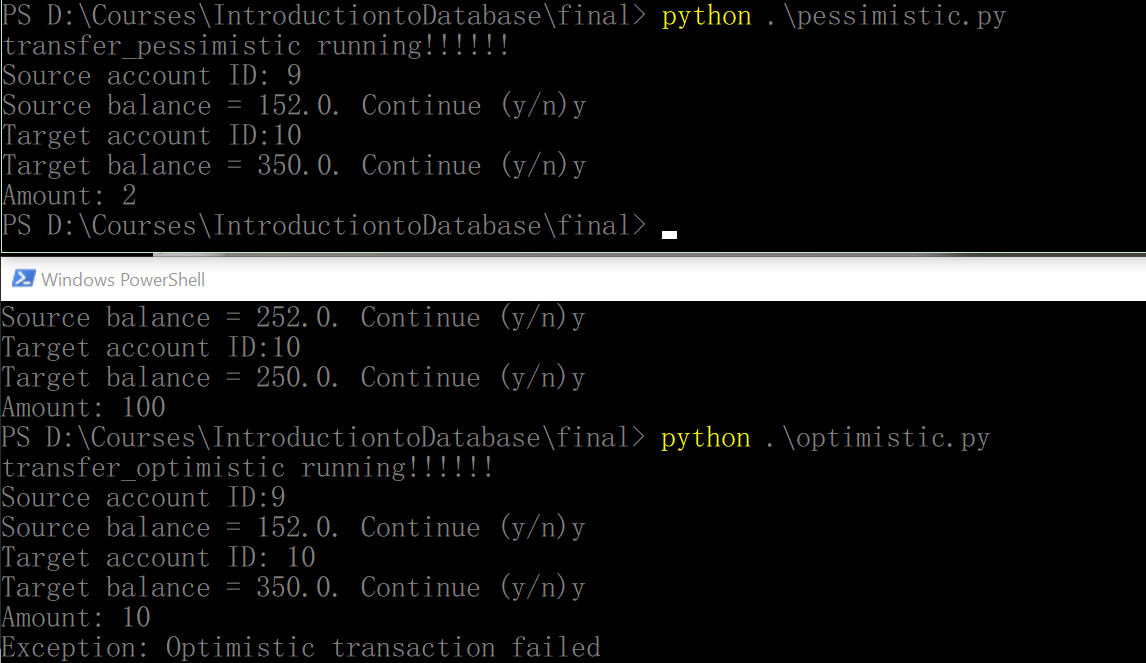 PS D:\Courses\IntroductiontoDatabase\final> python .\pessimistic.py
transfer_pessimistic running!!!!!!
Source account ID: 9
Source balance = 152.0. Continue (y/n)y
Target account ID:10
Target balance = 350.0. Continue (y/n)y
Amount: 2
PS D:\Courses\IntroductiontoDatabase\final>
Windows PowerShell
Source balance = 252.0. Continue (y/n)y
Target account ID:10
Target balance = 250.0. Continue (y/n)y
Amount: 100
PS D:\Courses\IntroductiontoDatabase\final> python .\optimistic.py
transfer_optimistic running!!!!!!
Source account ID:9
Source balance = 152.0. Continue (y/n)y
Target account ID: 10
Target balance = 350.0. Continue (y/n)y
Amount: 10
Exception: Optimistic transaction failed